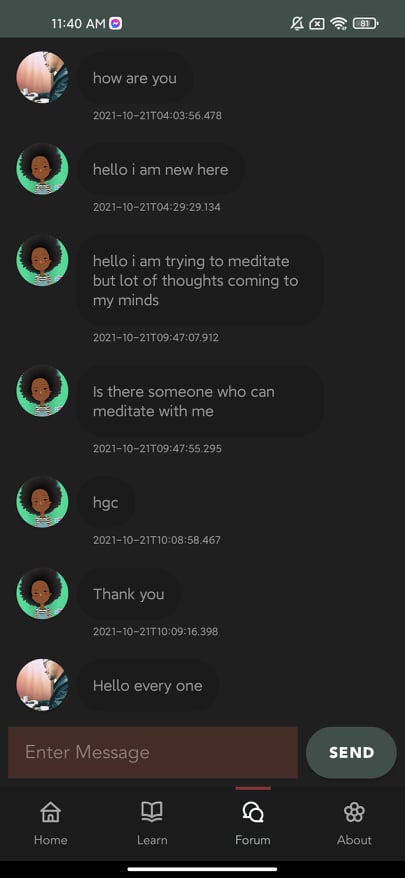 11:40 AM
81
how are you
2021-10-21T04:03:56.478
hello i am new here
2021-10-21T04:29:29.134
hello i am trying to meditate
but lot of thoughts coming to
my minds
2021-10-21T09:47:07.912
Is there someone who can
meditate with me
2021-10-21T09:47:55.295
hgc
2021-10-21T10:08:58.467
Thank you
2021-10-21T10:09:16.398
Hello every one
Enter Message
SEND
Home
Learn
Forum
About